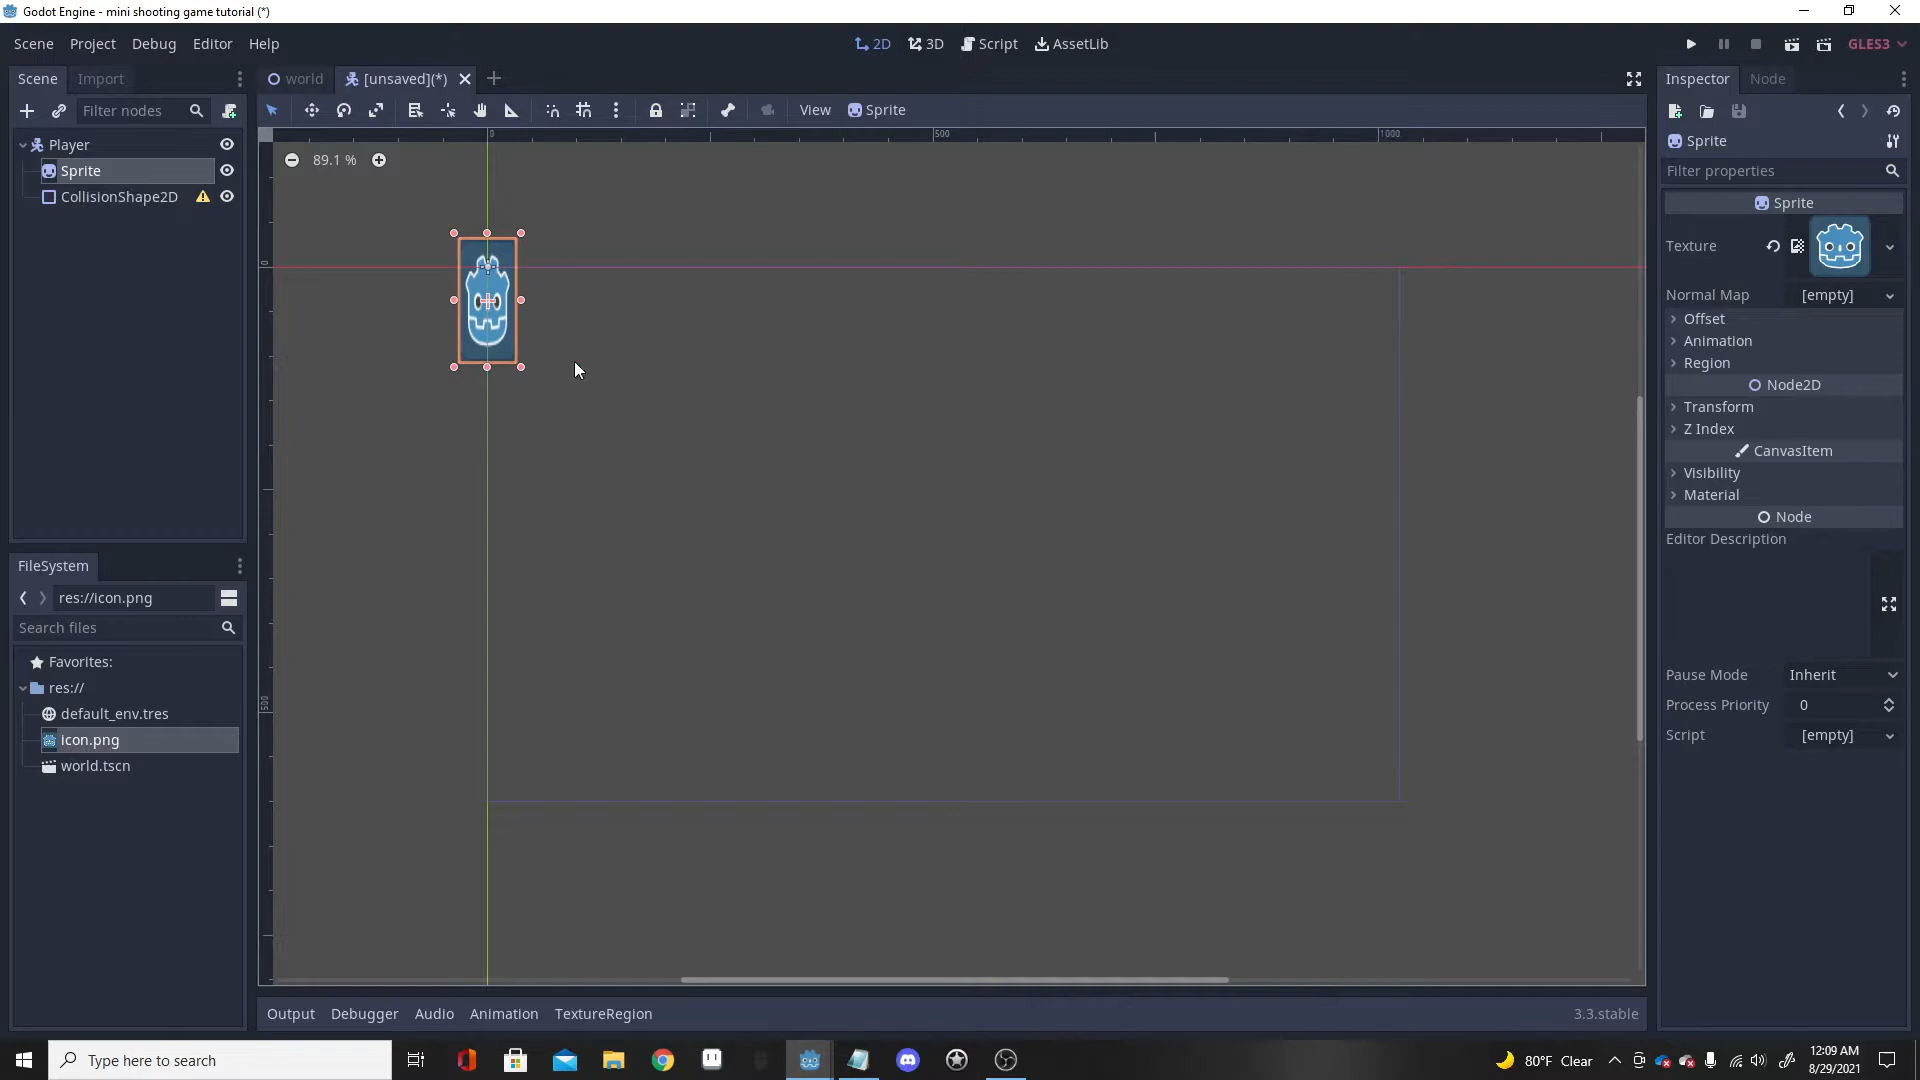 Godot Engine - mini shooting game tutorial (*)
Scene Project Debug Editor Help
2D 3D Script AssetLib
GLES3
Scene Import
world [unsaved](*)
Inspector Node
Filter nodes
View Sprite
0 500 1000
Player
Sprite
CollisionShape2D
89.1 %
0
500
Sprite
Filter properties
Sprite
Texture
Normal Map [empty]
Offset
Animation
Region
Node2D
Transform
Z Index
CanvasItem
Visibility
Material
Node
Editor Description
Pause Mode Inherit
Process Priority 0
Script [empty]
FileSystem
res://icon.png
Search files
Favorites:
res://
default_env.tres
icon.png
world.tscn
Output Debugger Audio Animation TextureRegion
3.3.stable
Type here to search
80°F Clear
12:09 AM
8/29/2021